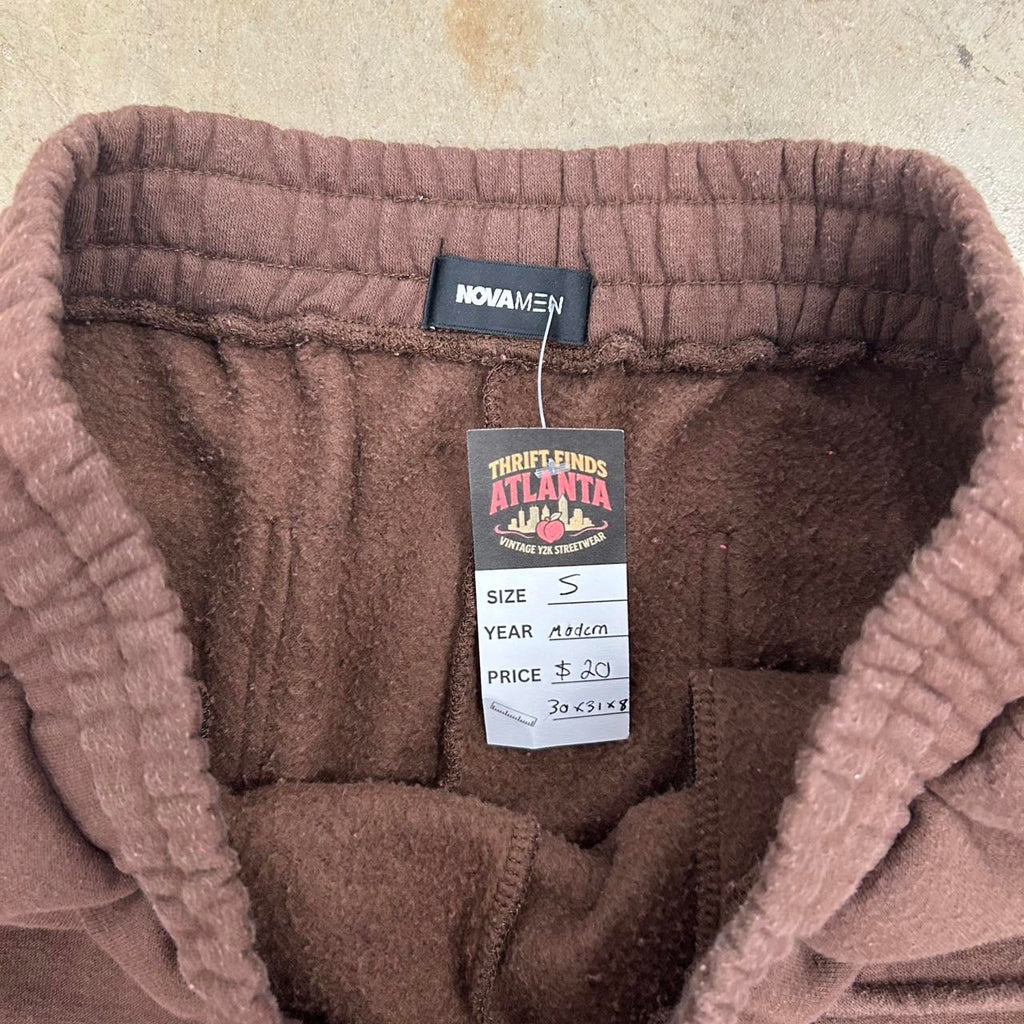 NOVAMEN
THRIFT FINDS
ATLANTA
VINTAGE Y2K STREETWEAR
SIZE S
YEAR Modern
PRICE $20
30x31x8